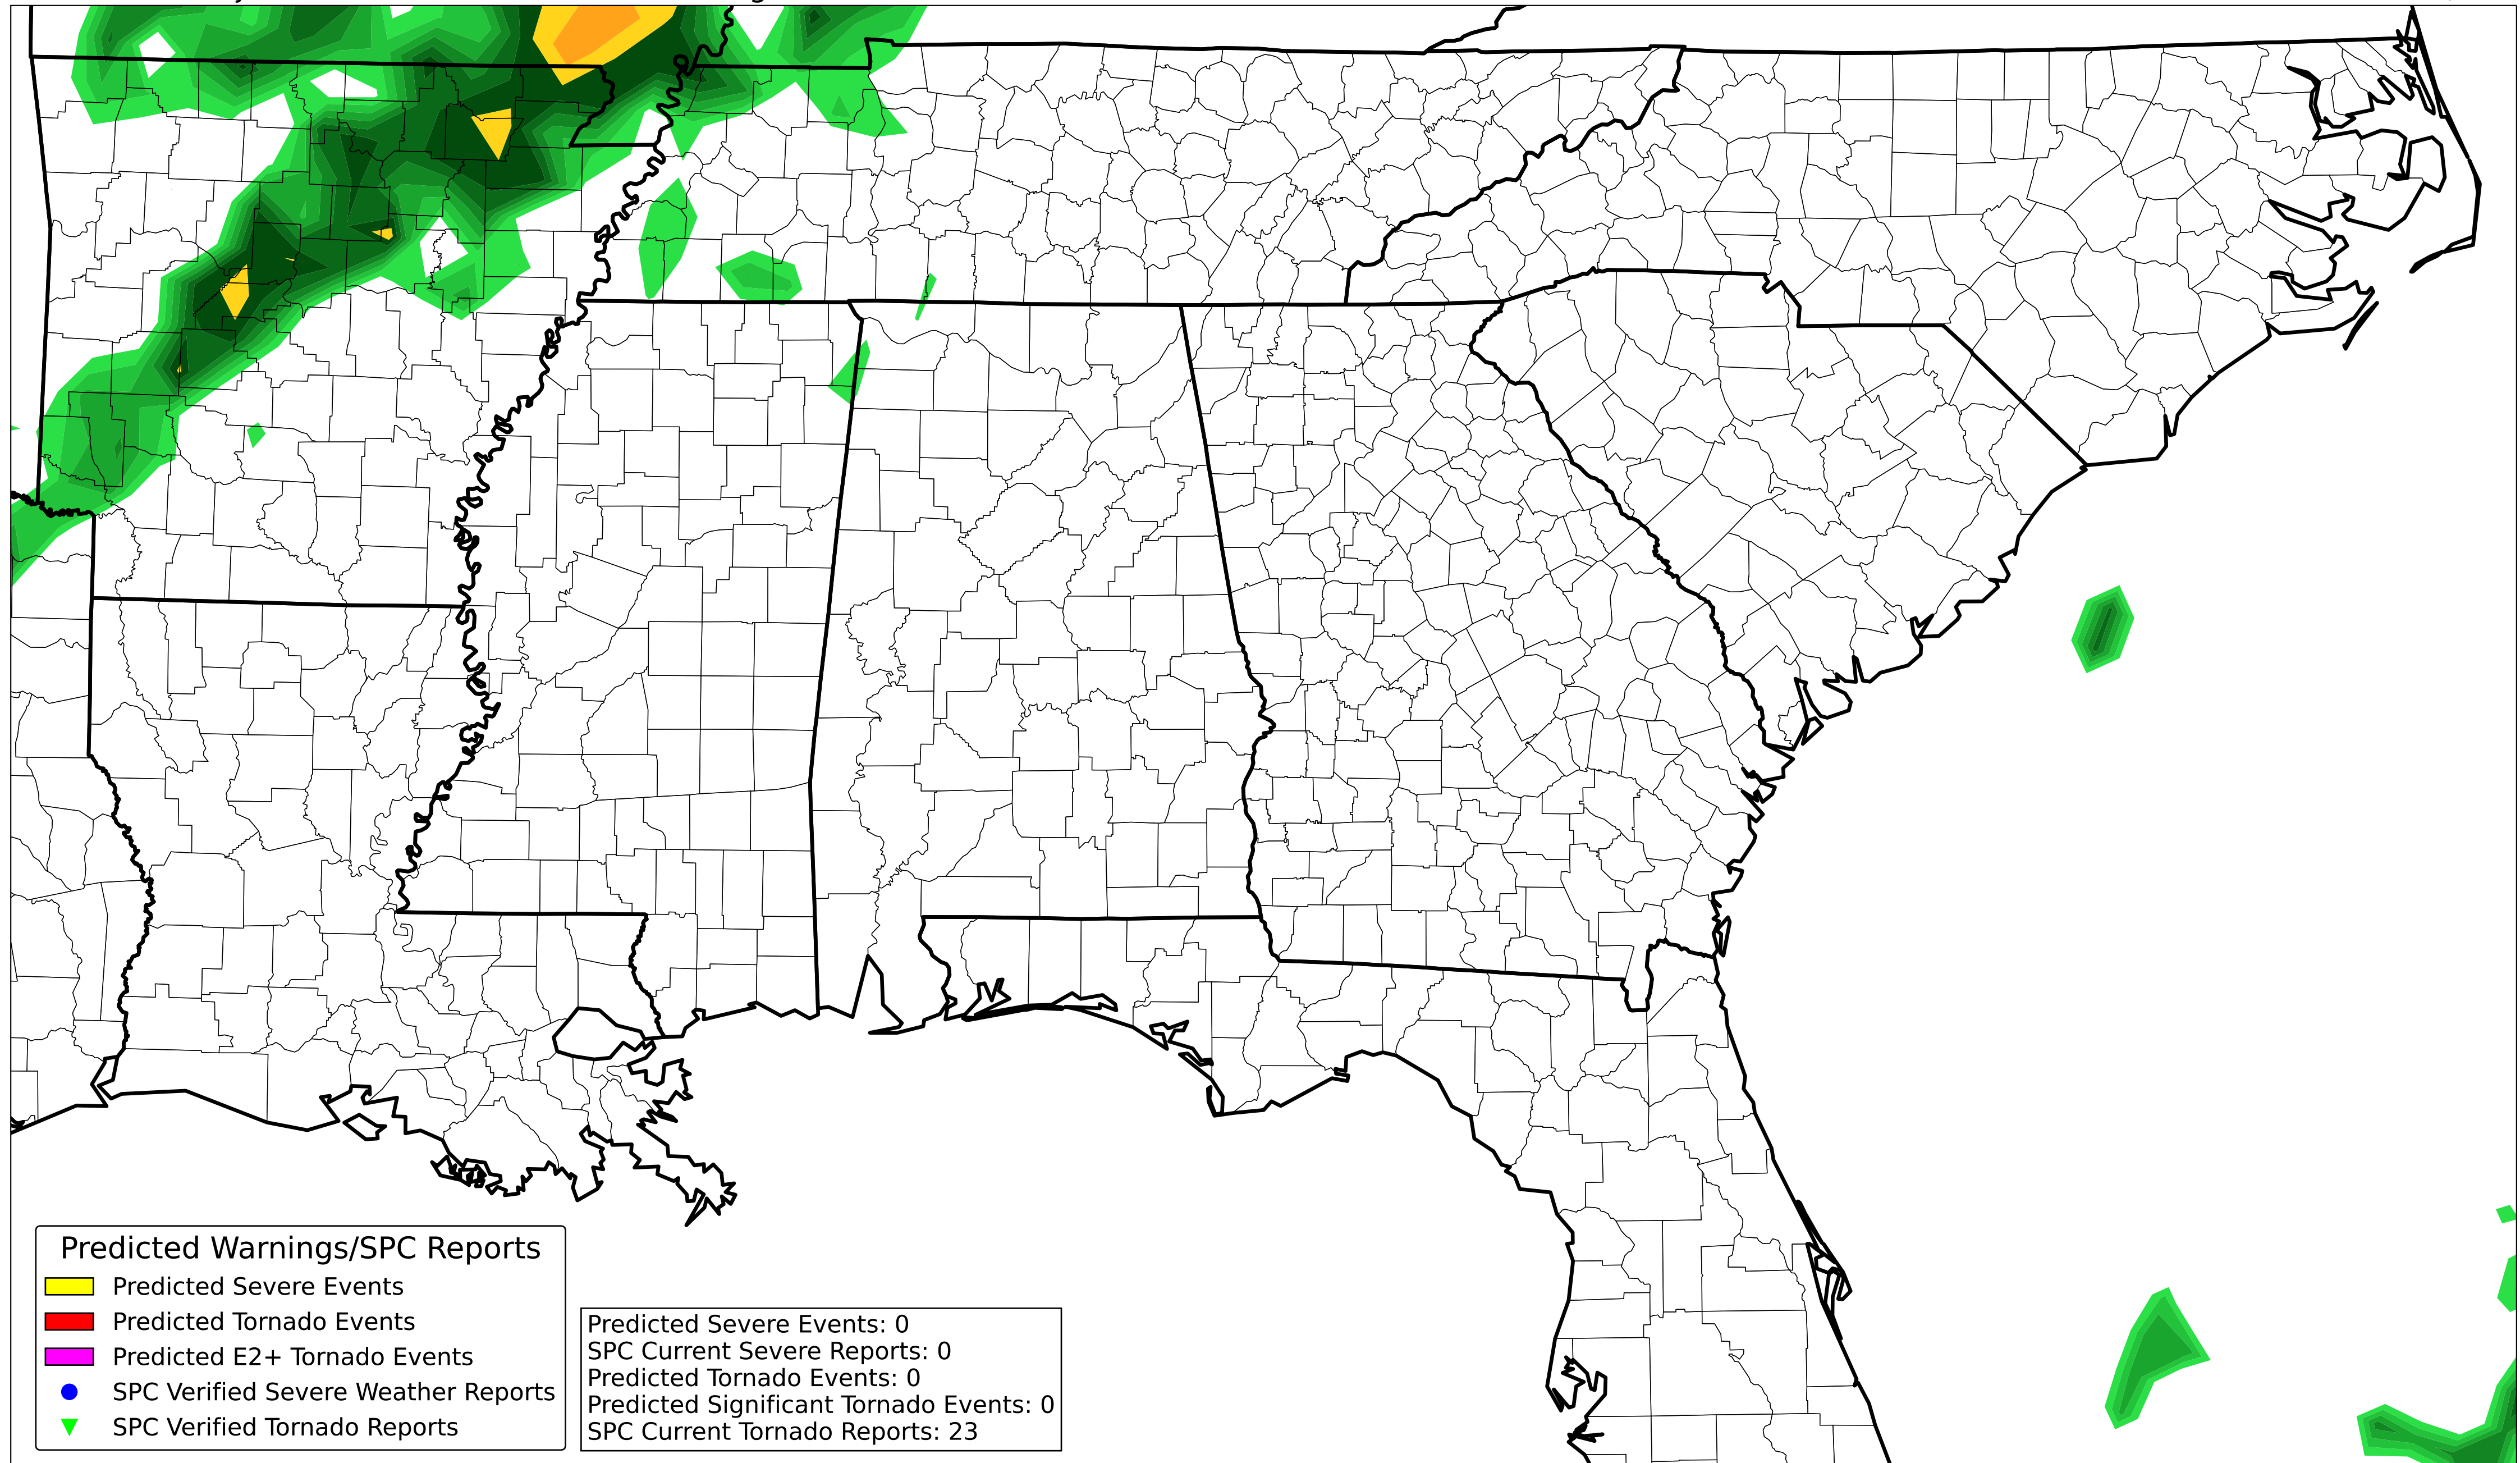 Predicted Warnings/SPC Reports
Predicted Severe Events
Predicted Tornado Events
Predicted E2+ Tornado Events
SPC Verified Severe Weather Reports
SPC Verified Tornado Reports
Predicted Severe Events: 0
SPC Current Severe Reports: 0
Predicted Tornado Events: 0
Predicted Significant Tornado Events: 0
SPC Current Tornado Reports: 23